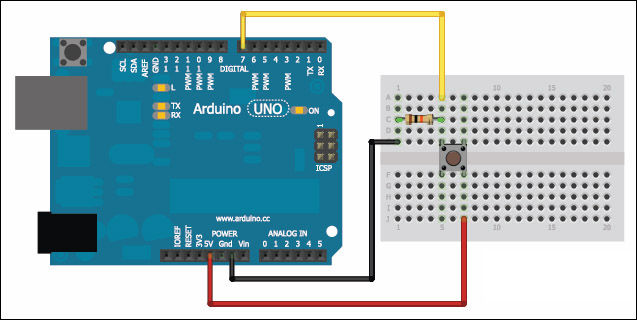 SCL SDA AREF GND 13 12 11 10 9 8 7 6 5 4 3 2 1 0
PWM PWM PWM PWM PWM PWM TX RX
DIGITAL
L
TX
RX
Arduino UNO
ON
1
ICSP
www.arduino.cc
POWER
ANALOG IN
IOREF RESET 3V3 5V Gnd Vin 0 1 2 3 4 5
1 5 10 15 20
A
B
C
D
F
G
H
I
J
1 5 10 15 20